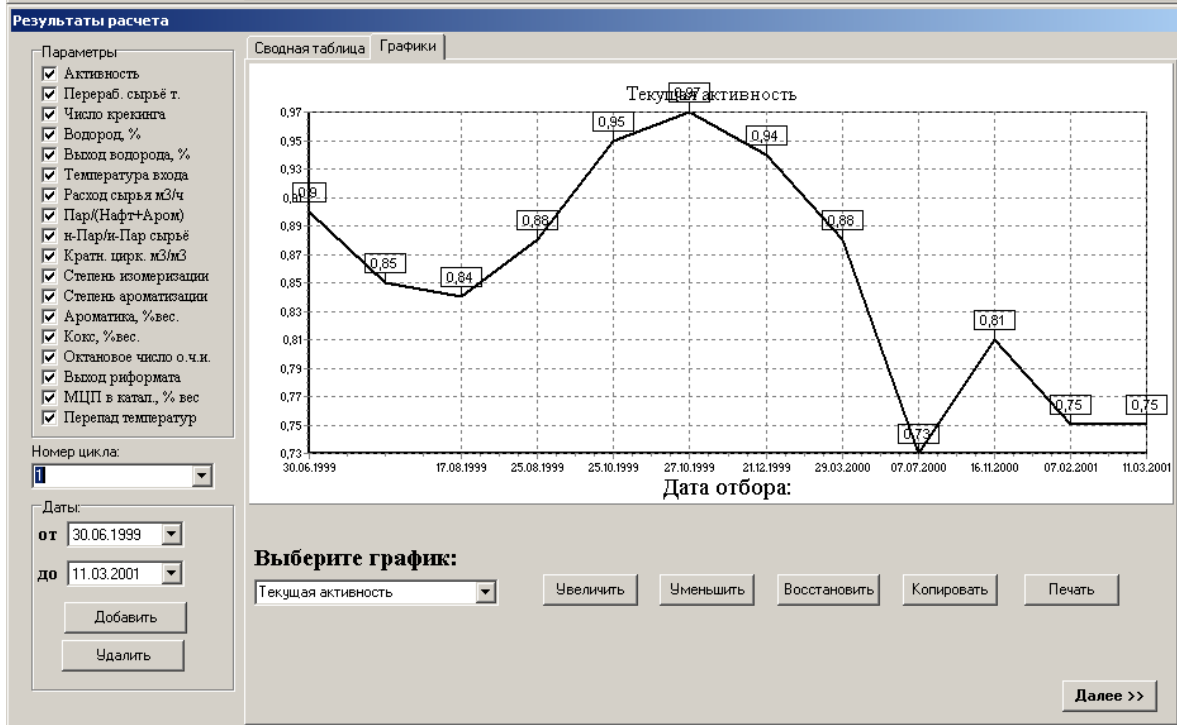 Результаты расчета
Параметры
Активность
Перераб. сырьё т.
Число крекинга
Водород, %
Выход водорода, %
Температура входа
Расход сырья м3/ч
Пар/(Нафт+Аром)
н-Пар/и-Пар сырьё
Кратн. цирк. м3/м3
Степень изомеризации
Степень ароматизации
Ароматика, %вес.
Кокс, %вес.
Октановое число о.ч.и.
Выход риформата
МЦП в катал., % вес
Перепад температур
Номер цикла:
1
Даты:
от 30.06.1999
до 11.03.2001
Добавить
Удалить
Сводная таблица Графики
Текущая активность
0,97
0,97
0,95
0,93
0,91
0,89
0,87
0,85
0,83
0,81
0,79
0,77
0,75
0,73
0,9
0,85
0,84
0,88
0,95
0,94
0,88
0,73
0,81
0,75
0,75
30.06.1999 17.08.1999 25.08.1999 25.10.1999 27.10.1999 21.12.1999 29.03.2000 07.07.2000 16.11.2000 07.02.2001 11.03.2001
Дата отбора:
Выберите график:
Текущая активность
Увеличить Уменьшить Восстановить Копировать Печать
Далее >>